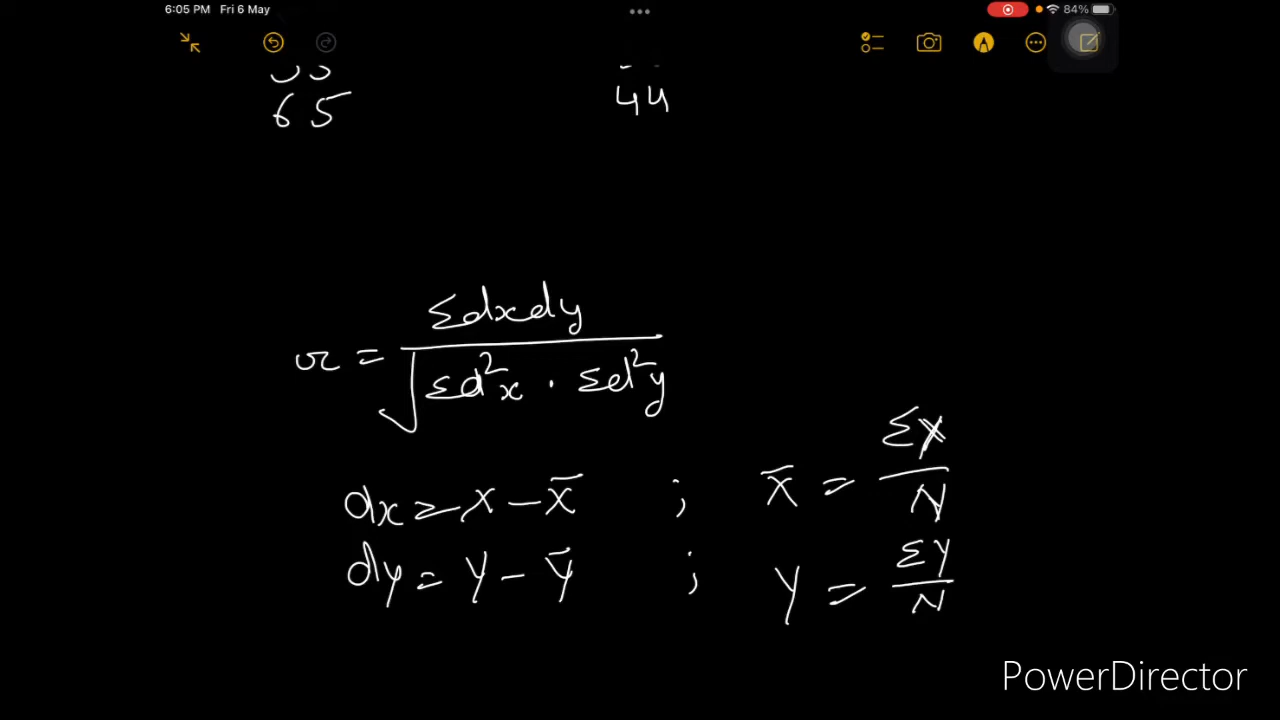 6:05 PM Fri 6 May 84%
65 44
r = Σdxdy / √Σd²x · Σd²y
dx = x - x̄ ; x̄ = Σx / N
dy = y - ȳ ; y = Σy / N
PowerDirector